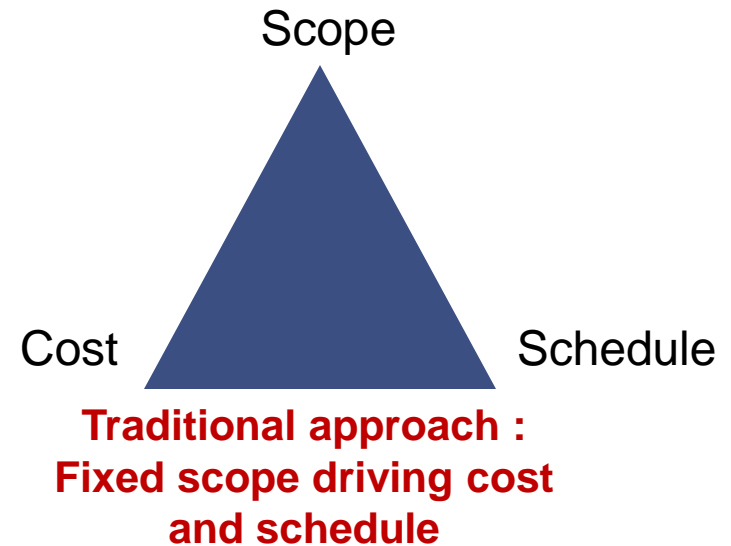 Scope
Cost
Schedule
Traditional approach :
Fixed scope driving cost
and schedule